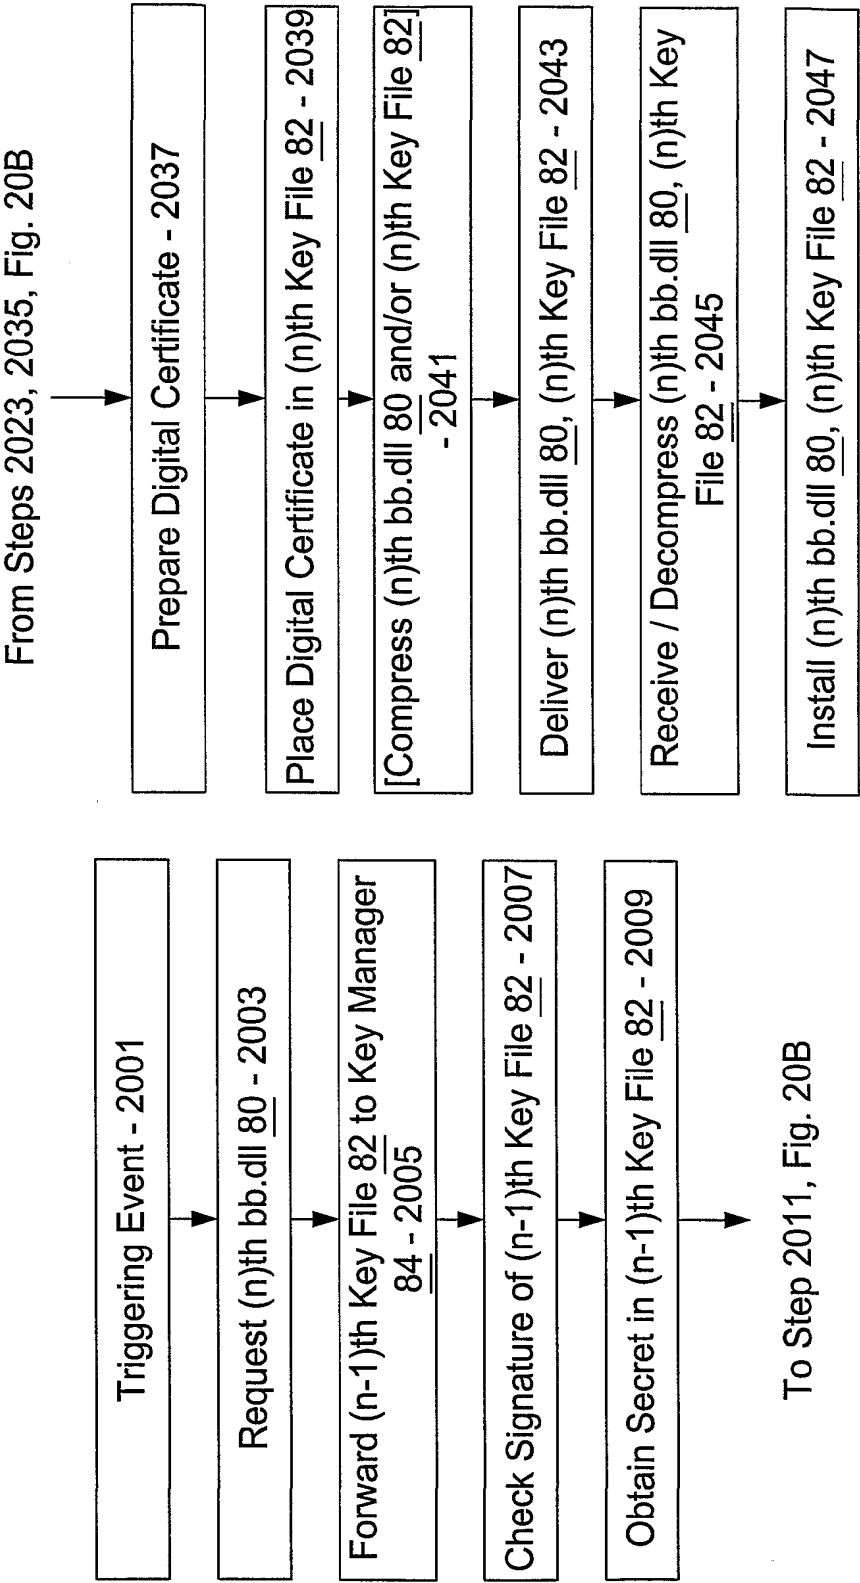 Triggering Event - 2001
Request (n)th bb.dll 80 - 2003
Forward (n-1)th Key File 82 to Key Manager
84 - 2005
Check Signature of (n-1)th Key File 82 - 2007
Obtain Secret in (n-1)th Key File 82 - 2009
To Step 2011, Fig. 20B
From Steps 2023, 2035, Fig. 20B
Prepare Digital Certificate - 2037
Place Digital Certificate in (n)th Key File 82 - 2039
[Compress (n)th bb.dll 80 and/or (n)th Key File 82]
- 2041
Deliver (n)th bb.dll 80, (n)th Key File 82 - 2043
Receive / Decompress (n)th bb.dll 80, (n)th Key
File 82 - 2045
Install (n)th bb.dll 80, (n)th Key File 82 - 2047